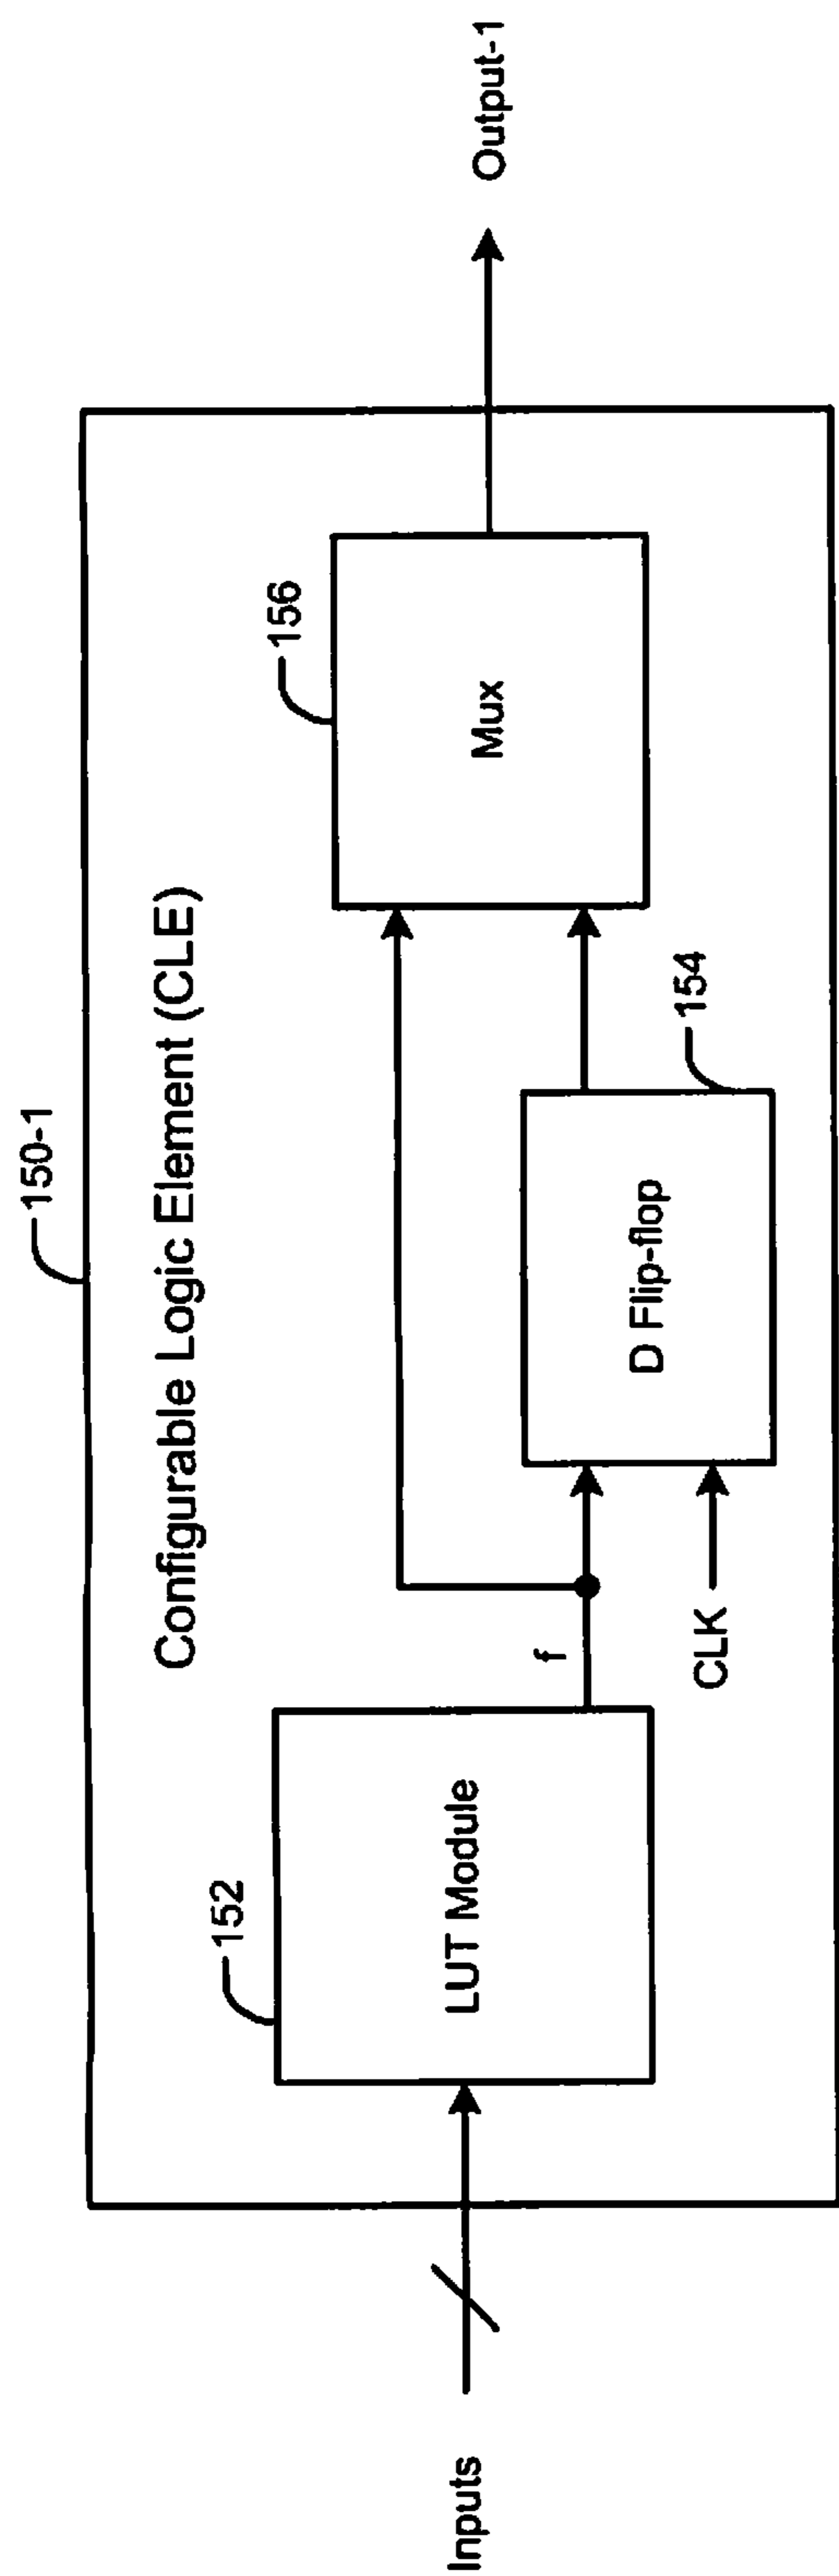 150-1
Configurable Logic Element (CLE)
152
LUT Module
f
CLK
D Flip-flop
154
156
Mux
Inputs
Output-1